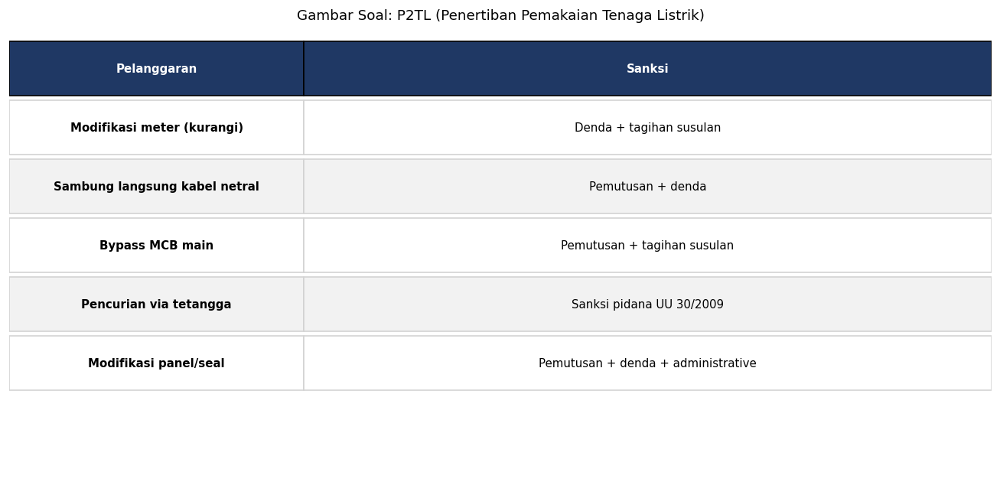 Gambar Soal: P2TL (Penertiban Pemakaian Tenaga Listrik)
Pelanggaran Sanksi
Modifikasi meter (kurangi) Denda + tagihan susulan
Sambung langsung kabel netral Pemutusan + denda
Bypass MCB main Pemutusan + tagihan susulan
Pencurian via tetangga Sanksi pidana UU 30/2009
Modifikasi panel/seal Pemutusan + denda + administrative